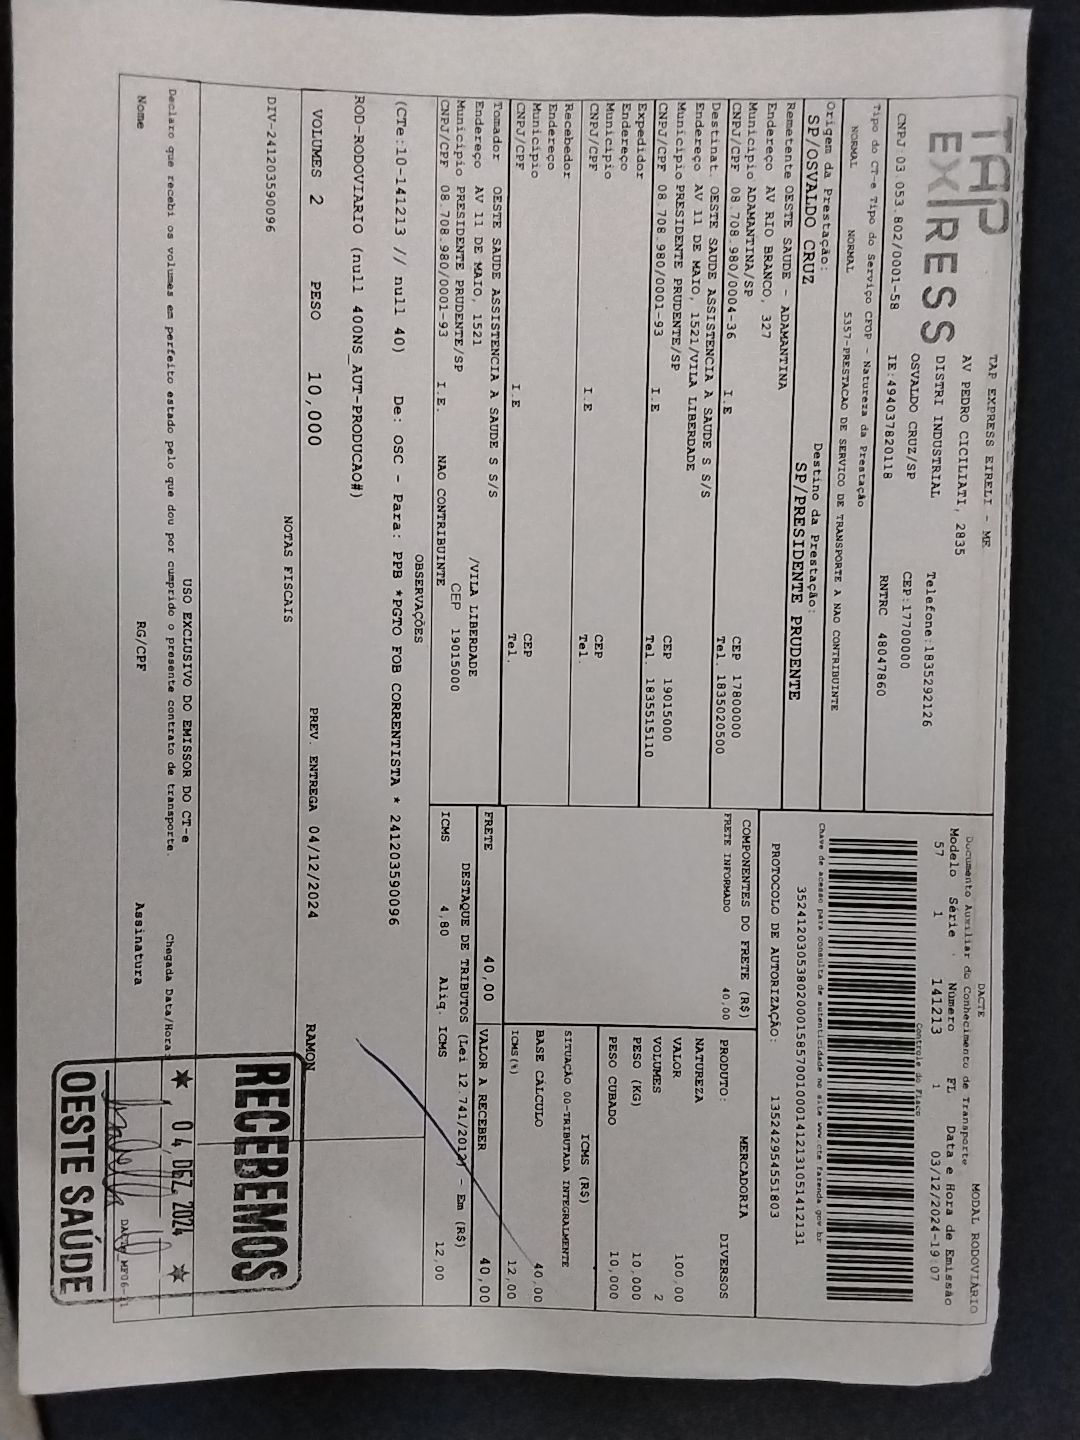 TAP
EXPRESS
TAP EXPRESS EIRELI - ME
AV PEDRO CICILIATI, 2835
DISTRI INDUSTRIAL Telefone:1835292126
OSVALDO CRUZ/SP CEP:17700000
CNPJ:03.053.802/0001-58 IE:494037820118 RNTRC 48047860
Tipo do CT-e Tipo do Serviço CFOP - Natureza da Prestação
NORMAL NORMAL 5357-PRESTACAO DE SERVICO DE TRANSPORTE A NAO CONTRIBUINTE
Origem da Prestação: Destino da Prestação:
SP/OSVALDO CRUZ SP/PRESIDENTE PRUDENTE
DACTE MODAL RODOVIÁRIO
Documento Auxiliar do Conhecimento de Transporte
Modelo Série Número FL Data e Hora de Emissão
57 1 141213 1 03/12/2024-19:07
Controle do Fisco
Chave de acesso para consulta de autenticidade no site www.cte.fazenda.gov.br
35241203053802000158570010001412131051412131
PROTOCOLO DE AUTORIZAÇÃO: 135242954551803
Remetente OESTE SAUDE - ADAMANTINA
Endereço AV RIO BRANCO, 327
Município ADAMANTINA/SP CEP 17800000
CNPJ/CPF 08.708.980/0004-36 I.E Tel. 1835020500
Destinat. OESTE SAUDE ASSISTENCIA A SAUDE S S/S
Endereço AV 11 DE MAIO, 1521/VILA LIBERDADE
Município PRESIDENTE PRUDENTE/SP CEP 19015000
CNPJ/CPF 08.708.980/0001-93 I.E Tel. 1835515110
Expedidor
Endereço
Município CEP
CNPJ/CPF I.E Tel.
Recebedor
Endereço
Município CEP
CNPJ/CPF I.E Tel.
Tomador OESTE SAUDE ASSISTENCIA A SAUDE S S/S
Endereço AV 11 DE MAIO, 1521 /VILA LIBERDADE
Município PRESIDENTE PRUDENTE/SP CEP 19015000
CNPJ/CPF 08.708.980/0001-93 I.E. NAO CONTRIBUINTE
COMPONENTES DO FRETE (R$)
FRETE INFORMADO 40,00
PRODUTO: MERCADORIA DIVERSOS
NATUREZA
VALOR 100,00
VOLUMES 2
PESO (KG) 10,000
PESO CUBADO 10,000
ICMS (R$)
SITUAÇÃO 00-TRIBUTADA INTEGRALMENTE
BASE CÁLCULO 40,00
ICMS(%) 12,00
FRETE 40,00 VALOR A RECEBER 40,00
DESTAQUE DE TRIBUTOS (Lei 12.741/2012) - Em (R$)
ICMS 4,80 Aliq. ICMS 12,00
OBSERVAÇÕES
(CTe:10-141213 // null 40) De: OSC - Para: PPB *PGTO FOB CORRENTISTA * 241203590096
ROD-RODOVIARIO (null 400NS_AUT-PRODUCAO#)
VOLUMES 2 PESO 10,000 PREV. ENTREGA 04/12/2024 RAMON
NOTAS FISCAIS
DIV-241203590096
USO EXCLUSIVO DO EMISSOR DO CT-e
Declaro que recebi os volumes em perfeito estado pelo que dou por cumprido o presente contrato de transporte. Chegada Data/Hora:
Nome RG/CPF Assinatura
RECEBEMOS
★ 04 DEZ. 2024 ★
OESTE SAÚDE